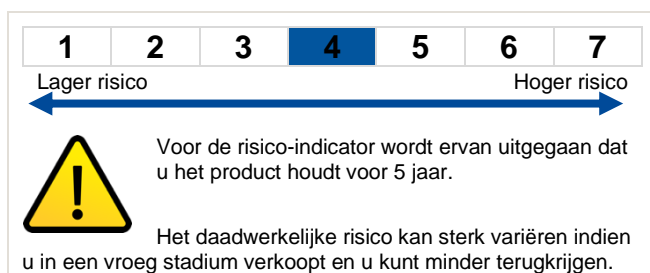 1 2 3 4 5 6 7
Lager risico Hoger risico
Voor de risico-indicator wordt ervan uitgegaan dat
u het product houdt voor 5 jaar.
Het daadwerkelijke risico kan sterk variëren indien
u in een vroeg stadium verkoopt en u kunt minder terugkrijgen.